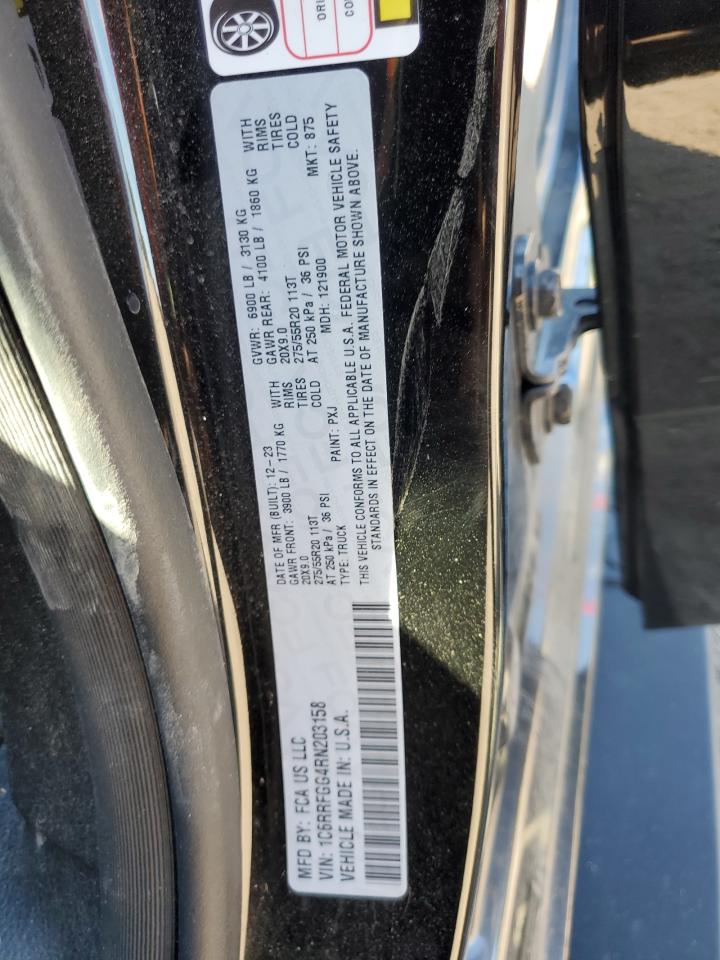 MFD BY: FCA US LLC
VIN: 1C6RRFGG4RN203158
VEHICLE MADE IN: U.S.A.
DATE OF MFR (BUILT): 12-23 GVWR: 6900 LB / 3130 KG
GAWR FRONT: 3900 LB / 1770 KG WITH GAWR REAR: 4100 LB / 1860 KG WITH
20X9.0 RIMS 20X9.0 RIMS
275/55R20 113T TIRES 275/55R20 113T TIRES
AT 250 kPa / 36 PSI COLD AT 250 kPa / 36 PSI COLD
TYPE: TRUCK PAINT: PXJ MDH: 121900 MKT: 875
THIS VEHICLE CONFORMS TO ALL APPLICABLE U.S.A. FEDERAL MOTOR VEHICLE SAFETY
STANDARDS IN EFFECT ON THE DATE OF MANUFACTURE SHOWN ABOVE.